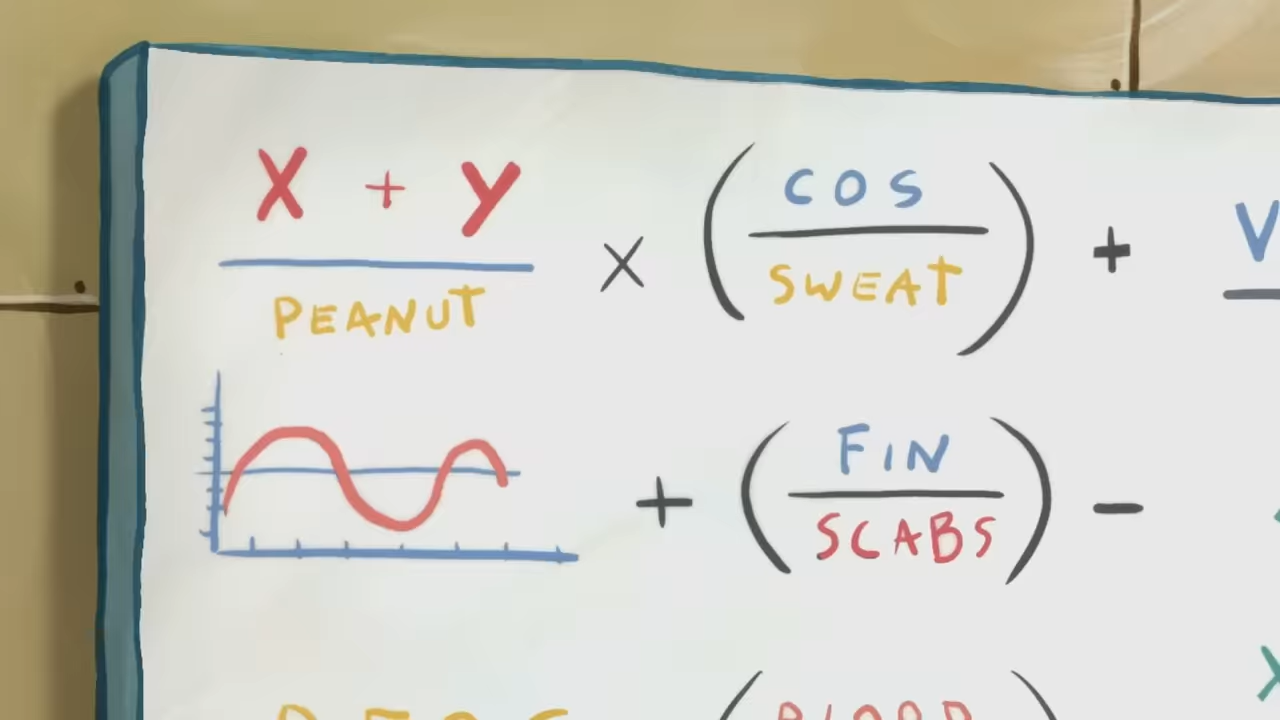 X + Y × ( COS ) + V
PEANUT SWEAT
+ ( FIN ) −
SCABS